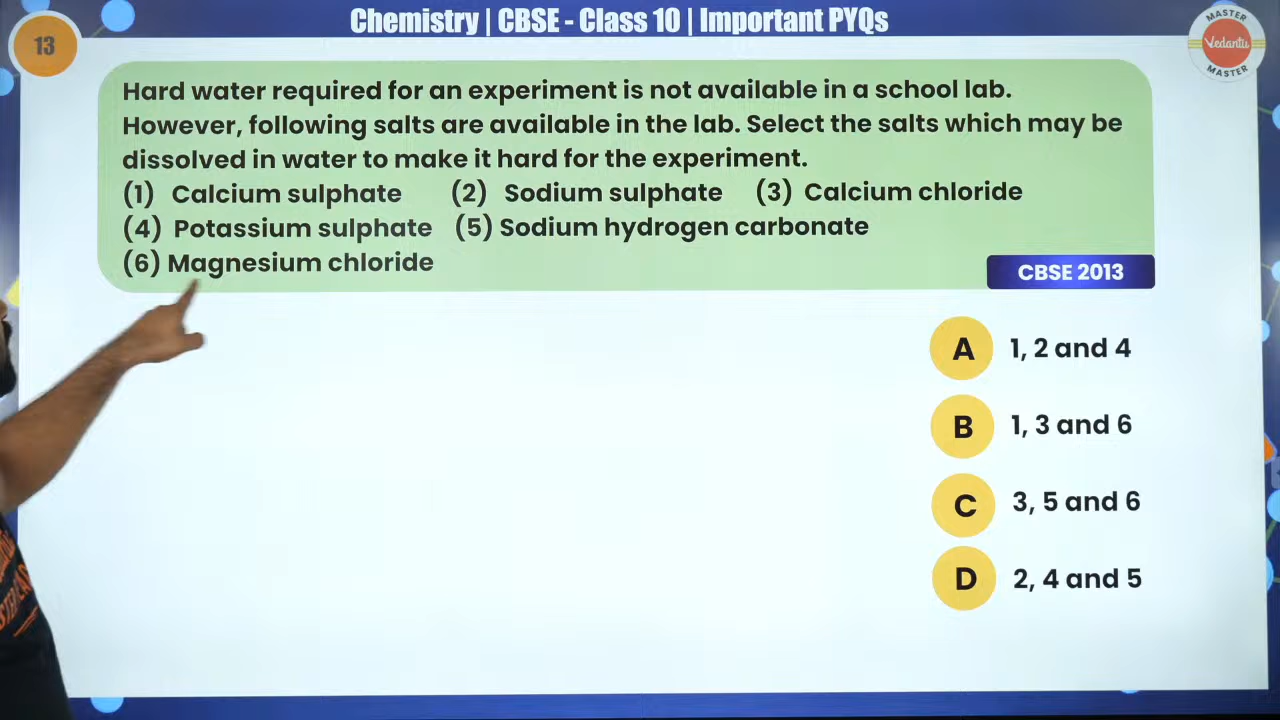 Chemistry | CBSE - Class 10 | Important PYQs
13
MASTER
Vedantu
MASTER
Hard water required for an experiment is not available in a school lab.
However, following salts are available in the lab. Select the salts which may be
dissolved in water to make it hard for the experiment.
(1) Calcium sulphate (2) Sodium sulphate (3) Calcium chloride
(4) Potassium sulphate (5) Sodium hydrogen carbonate
(6) Magnesium chloride
CBSE 2013
A 1, 2 and 4
B 1, 3 and 6
C 3, 5 and 6
D 2, 4 and 5